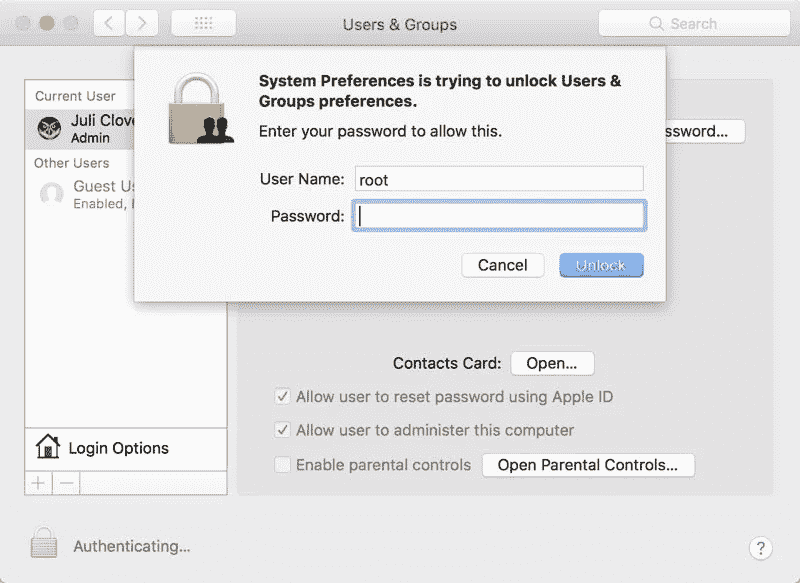 Users & Groups
Search
System Preferences is trying to unlock Users &
Groups preferences.
Enter your password to allow this.
User Name: root
Password:
Cancel
Unlock
Current User
Juli Clove
Admin
Other Users
Guest Us
Enabled,
ssword...
Contacts Card: Open...
Allow user to reset password using Apple ID
Allow user to administer this computer
Enable parental controls Open Parental Controls...
Login Options
+ −
Authenticating...
?